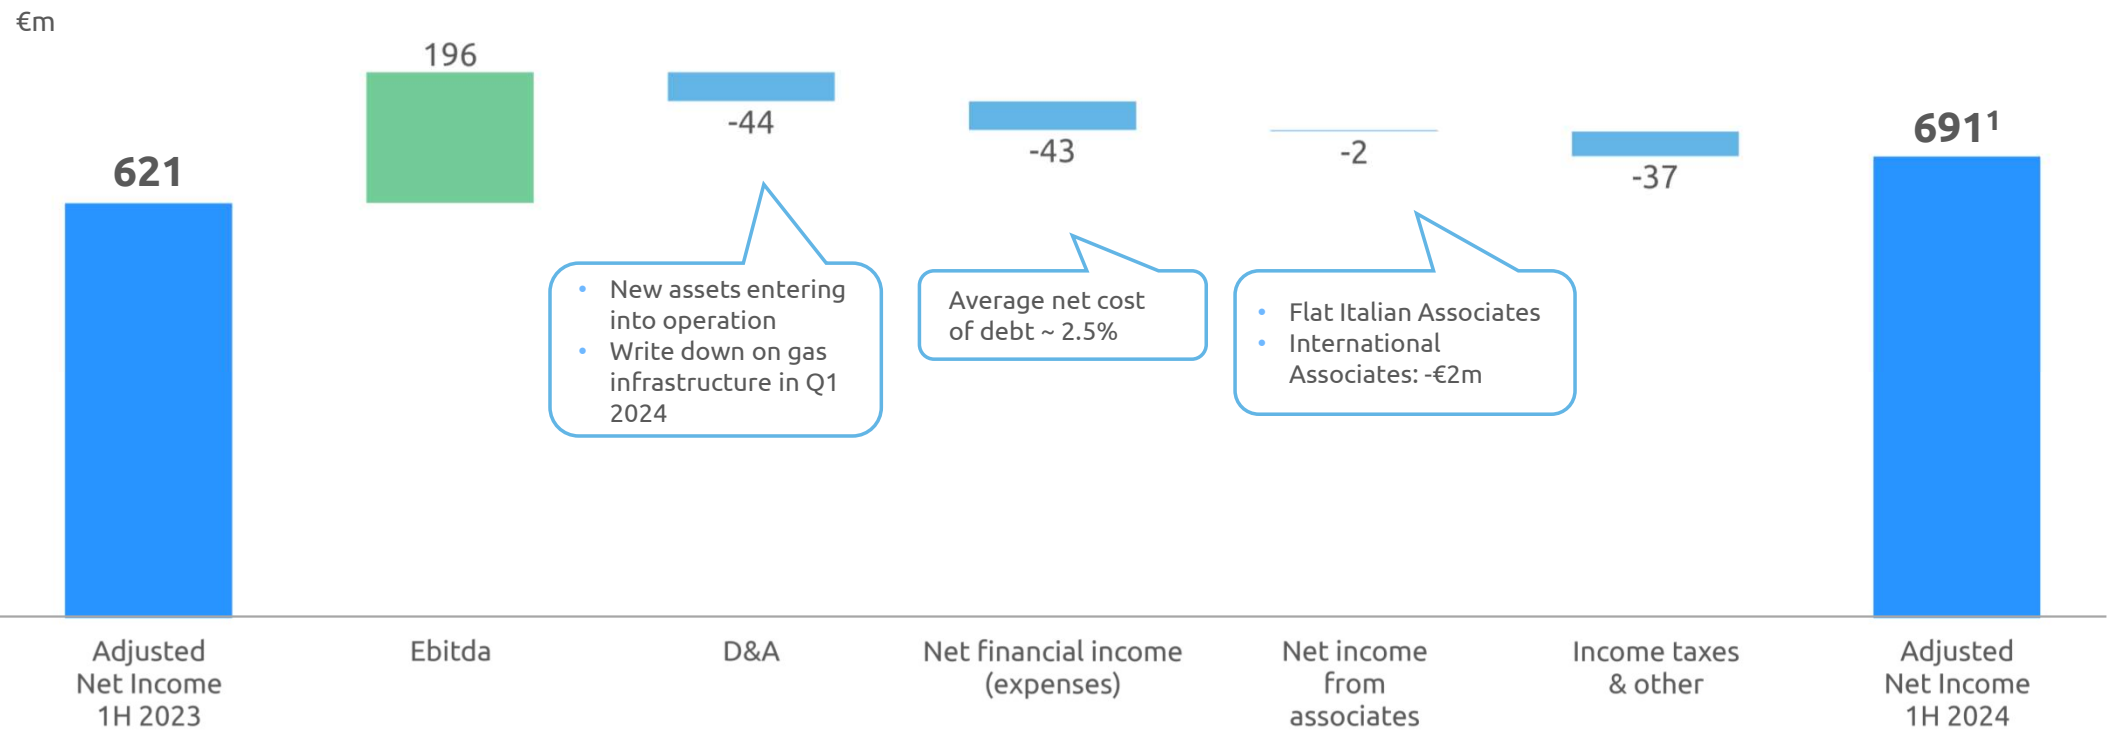 €m
196
-44
-43
-2
-37
621
691¹
• New assets entering
into operation
• Write down on gas
infrastructure in Q1
2024
Average net cost
of debt ~ 2.5%
• Flat Italian Associates
• International
Associates: -€2m
Adjusted
Net Income
1H 2023
Ebitda
D&A
Net financial income
(expenses)
Net income
from
associates
Income taxes
& other
Adjusted
Net Income
1H 2024